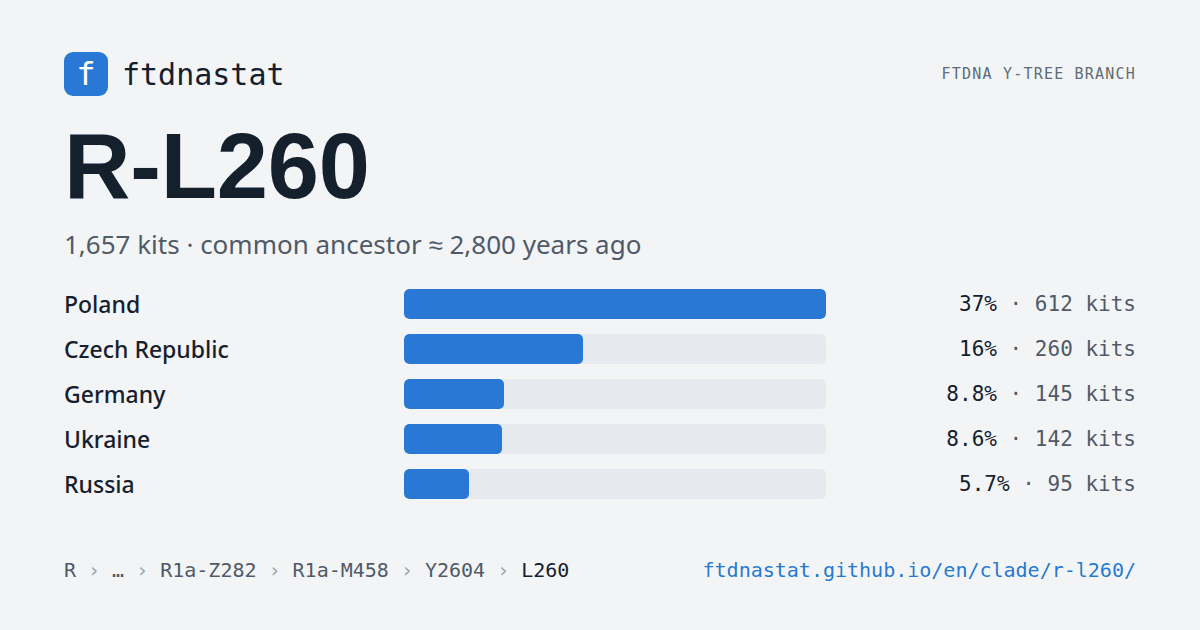 f ftdnastat
FTDNA Y-TREE BRANCH
R-L260
1,657 kits · common ancestor ≈ 2,800 years ago
Poland 37% · 612 kits
Czech Republic 16% · 260 kits
Germany 8.8% · 145 kits
Ukraine 8.6% · 142 kits
Russia 5.7% · 95 kits
R › … › R1a-Z282 › R1a-M458 › Y2604 › L260
ftdnastat.github.io/en/clade/r-l260/